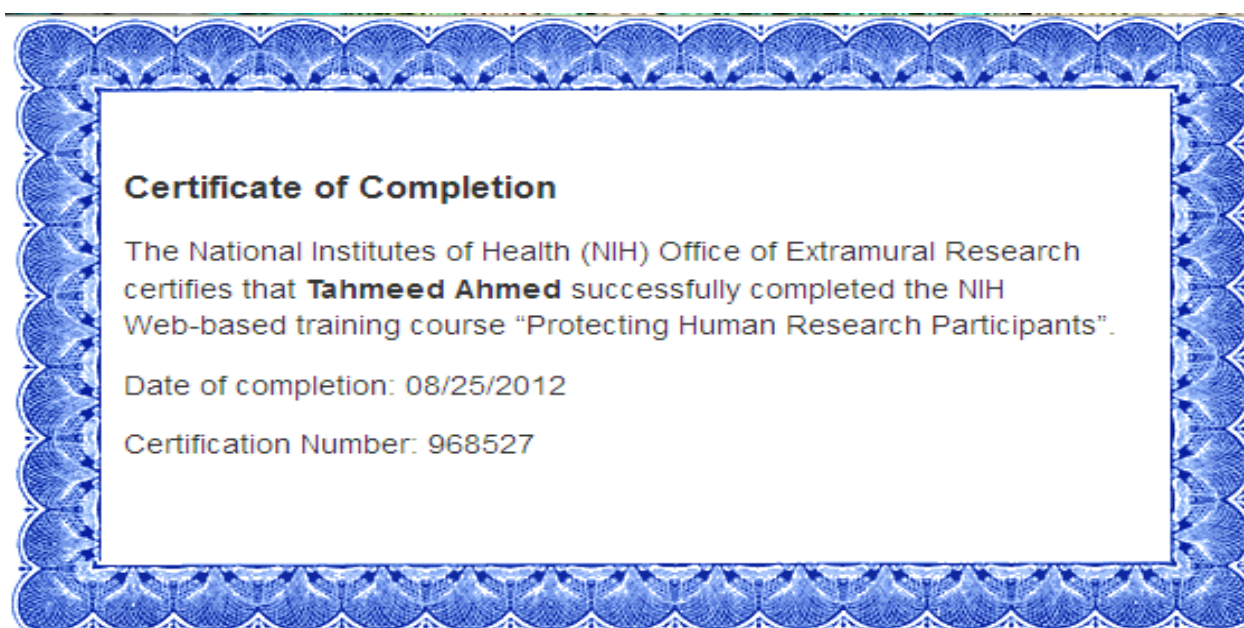 Certificate of Completion
The National Institutes of Health (NIH) Office of Extramural Research
certifies that Tahmeed Ahmed successfully completed the NIH
Web-based training course “Protecting Human Research Participants”.
Date of completion: 08/25/2012
Certification Number: 968527